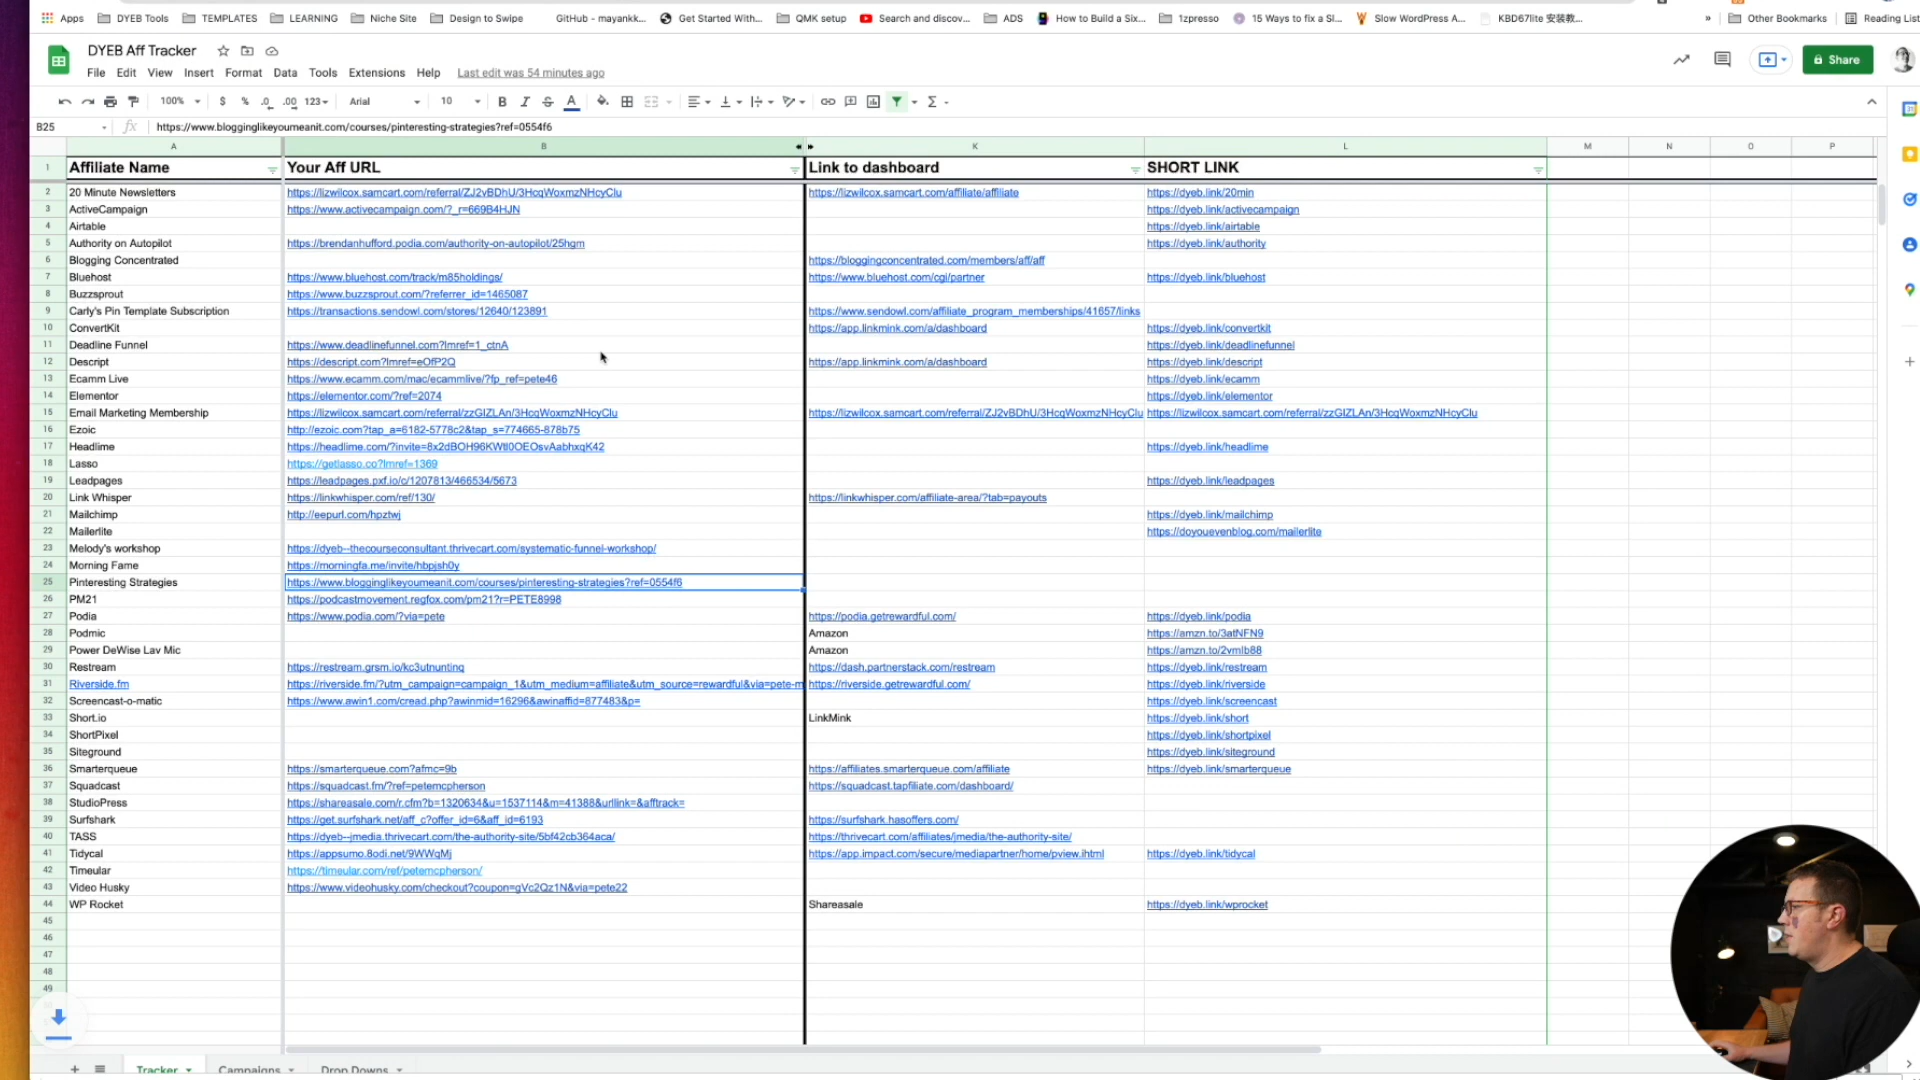 Apps DYEB Tools TEMPLATES LEARNING Niche Site Design to Swipe GitHub - mayankk... Get Started With... QMK setup Search and discov... ADS How to Build a Six... 1zpresso 15 Ways to fix a Sl... Slow WordPress A... KBD67lite 安裝教... » Other Bookmarks Reading List
DYEB Aff Tracker
File Edit View Insert Format Data Tools Extensions Help Last edit was 54 minutes ago
Share
100% $ % .0 .00 123 Arial 10 B I S A
B25 fx https://www.blogginglikeyoumeanit.com/courses/pinteresting-strategies?ref=0554f6
A B K L M N O P
1 Affiliate Name Your Aff URL Link to dashboard SHORT LINK
2 20 Minute Newsletters https://lizwilcox.samcart.com/referral/ZJ2vBDhU/3HcqWoxmzNHcyClu https://lizwilcox.samcart.com/affiliate/affiliate https://dyeb.link/20min
3 ActiveCampaign https://www.activecampaign.com/?_r=669B4HJN https://dyeb.link/activecampaign
4 Airtable https://dyeb.link/airtable
5 Authority on Autopilot https://brendanhufford.podia.com/authority-on-autopilot/25hgm https://dyeb.link/authority
6 Blogging Concentrated https://bloggingconcentrated.com/members/aff/aff
7 Bluehost https://www.bluehost.com/track/m85holdings/ https://www.bluehost.com/cgi/partner https://dyeb.link/bluehost
8 Buzzsprout https://www.buzzsprout.com/?referrer_id=1465087
9 Carly's Pin Template Subscription https://transactions.sendowl.com/stores/12640/123891 https://www.sendowl.com/affiliate_program_memberships/41657/links
10 ConvertKit https://app.linkmink.com/a/dashboard https://dyeb.link/convertkit
11 Deadline Funnel https://www.deadlinefunnel.com?lmref=1_ctnA https://dyeb.link/deadlinefunnel
12 Descript https://descript.com?lmref=eOfP2Q https://app.linkmink.com/a/dashboard https://dyeb.link/descript
13 Ecamm Live https://www.ecamm.com/mac/ecammlive/?fp_ref=pete46 https://dyeb.link/ecamm
14 Elementor https://elementor.com/?ref=2074 https://dyeb.link/elementor
15 Email Marketing Membership https://lizwilcox.samcart.com/referral/zzGIZLAn/3HcqWoxmzNHcyClu https://lizwilcox.samcart.com/referral/ZJ2vBDhU/3HcqWoxmzNHcyClu https://lizwilcox.samcart.com/referral/zzGIZLAn/3HcqWoxmzNHcyClu
16 Ezoic http://ezoic.com?tap_a=6182-5778c2&tap_s=774665-878b75
17 Headlime https://headlime.com/?invite=8x2dBOH96KWtl0OEOsvAabhxqK42 https://dyeb.link/headlime
18 Lasso https://getlasso.co?lmref=1369
19 Leadpages https://leadpages.pxf.io/c/1207813/466534/5673 https://dyeb.link/leadpages
20 Link Whisper https://linkwhisper.com/ref/130/ https://linkwhisper.com/affiliate-area/?tab=payouts
21 Mailchimp http://eepurl.com/hpztwj https://dyeb.link/mailchimp
22 Mailerlite https://doyouevenblog.com/mailerlite
23 Melody's workshop https://dyeb--thecourseconsultant.thrivecart.com/systematic-funnel-workshop/
24 Morning Fame https://morningfa.me/invite/hbpjsh0y
25 Pinteresting Strategies https://www.blogginglikeyoumeanit.com/courses/pinteresting-strategies?ref=0554f6
26 PM21 https://podcastmovement.regfox.com/pm21?r=PETE8998
27 Podia https://www.podia.com/?via=pete https://podia.getrewardful.com/ https://dyeb.link/podia
28 Podmic Amazon https://amzn.to/3atNFN9
29 Power DeWise Lav Mic Amazon https://amzn.to/2vmIb88
30 Restream https://restream.grsm.io/kc3utnuntinq https://dash.partnerstack.com/restream https://dyeb.link/restream
31 Riverside.fm https://riverside.fm/?utm_campaign=campaign_1&utm_medium=affiliate&utm_source=rewardful&via=pete-m https://riverside.getrewardful.com/ https://dyeb.link/riverside
32 Screencast-o-matic https://www.awin1.com/cread.php?awinmid=16296&awinaffid=877483&p= https://dyeb.link/screencast
33 Short.io LinkMink https://dyeb.link/short
34 ShortPixel https://dyeb.link/shortpixel
35 Siteground https://dyeb.link/siteground
36 Smarterqueue https://smarterqueue.com?afmc=9b https://affiliates.smarterqueue.com/affiliate https://dyeb.link/smarterqueue
37 Squadcast https://squadcast.fm/?ref=petemcpherson https://squadcast.tapfiliate.com/dashboard/
38 StudioPress https://shareasale.com/r.cfm?b=1320634&u=1537114&m=41388&urllink=&afftrack=
39 Surfshark https://get.surfshark.net/aff_c?offer_id=6&aff_id=6193 https://surfshark.hasoffers.com/
40 TASS https://dyeb--jmedia.thrivecart.com/the-authority-site/5bf42cb364aca/ https://thrivecart.com/affiliates/jmedia/the-authority-site/
41 Tidycal https://appsumo.8odi.net/9WWqMj https://app.impact.com/secure/mediapartner/home/pview.ihtml https://dyeb.link/tidycal
42 Timeular https://timeular.com/ref/petemcpherson/
43 Video Husky https://www.videohusky.com/checkout?coupon=gVc2Qz1N&via=pete22
44 WP Rocket Shareasale https://dyeb.link/wprocket
45
46
47
48
49
Tracker Campaigns Drop Downs